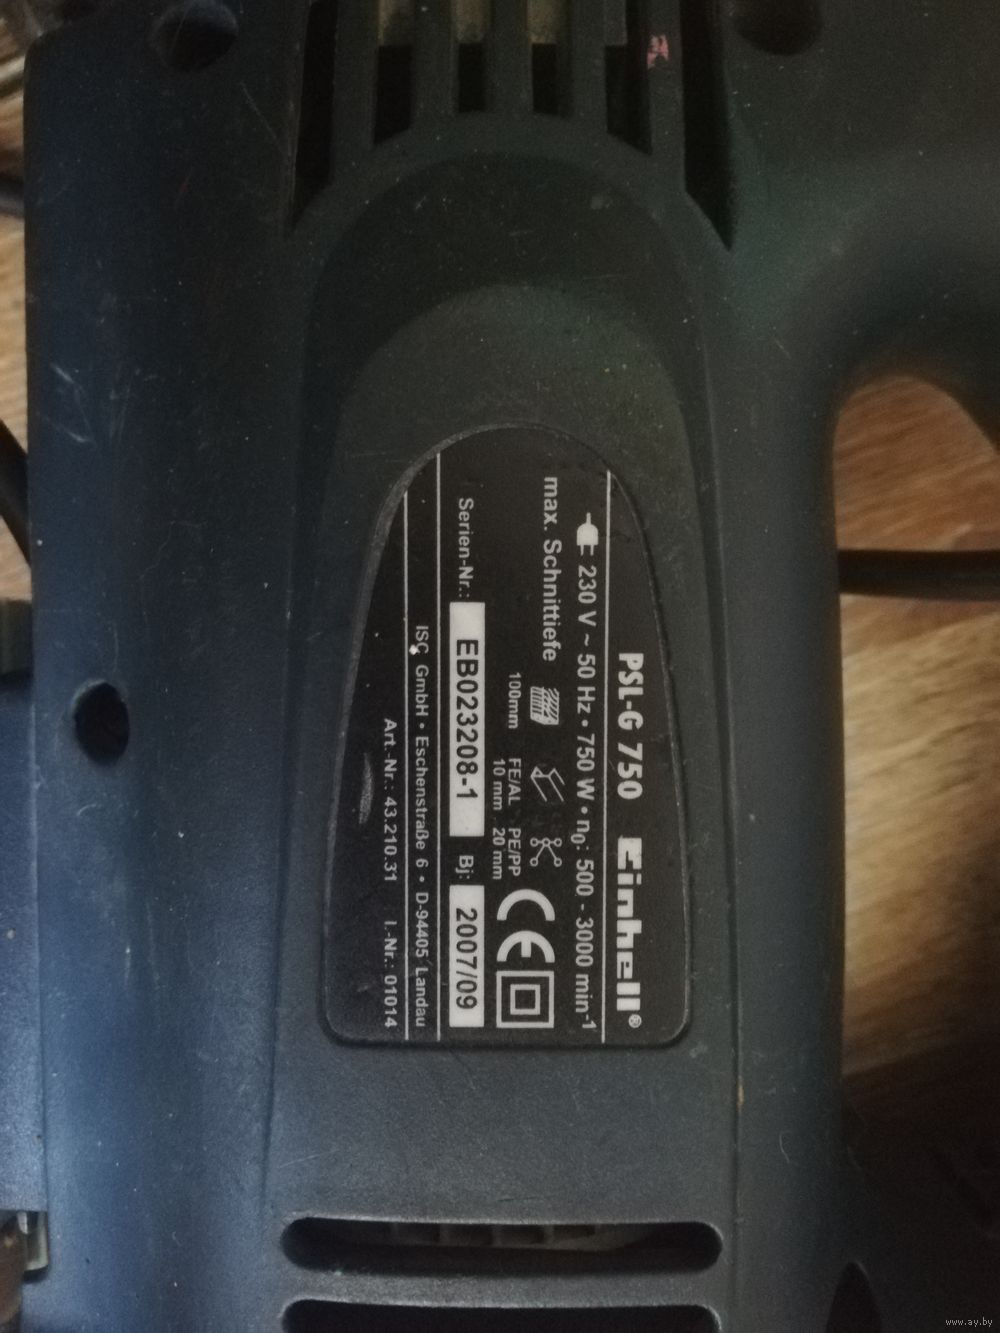 PSL-G 750 Einhell®
230 V ~ 50 Hz • 750 W • n0: 500 - 3000 min-1
max. Schnittiefe
100mm
FE/AL
10 mm
PE/PP
20 mm
CE
Serien-Nr.: EB023208-1 Bj: 2007/09
ISC GmbH • Eschenstraße 6 • D-94405 Landau
Art.-Nr.: 43.210.31 I.-Nr.: 01014
www.ay.by